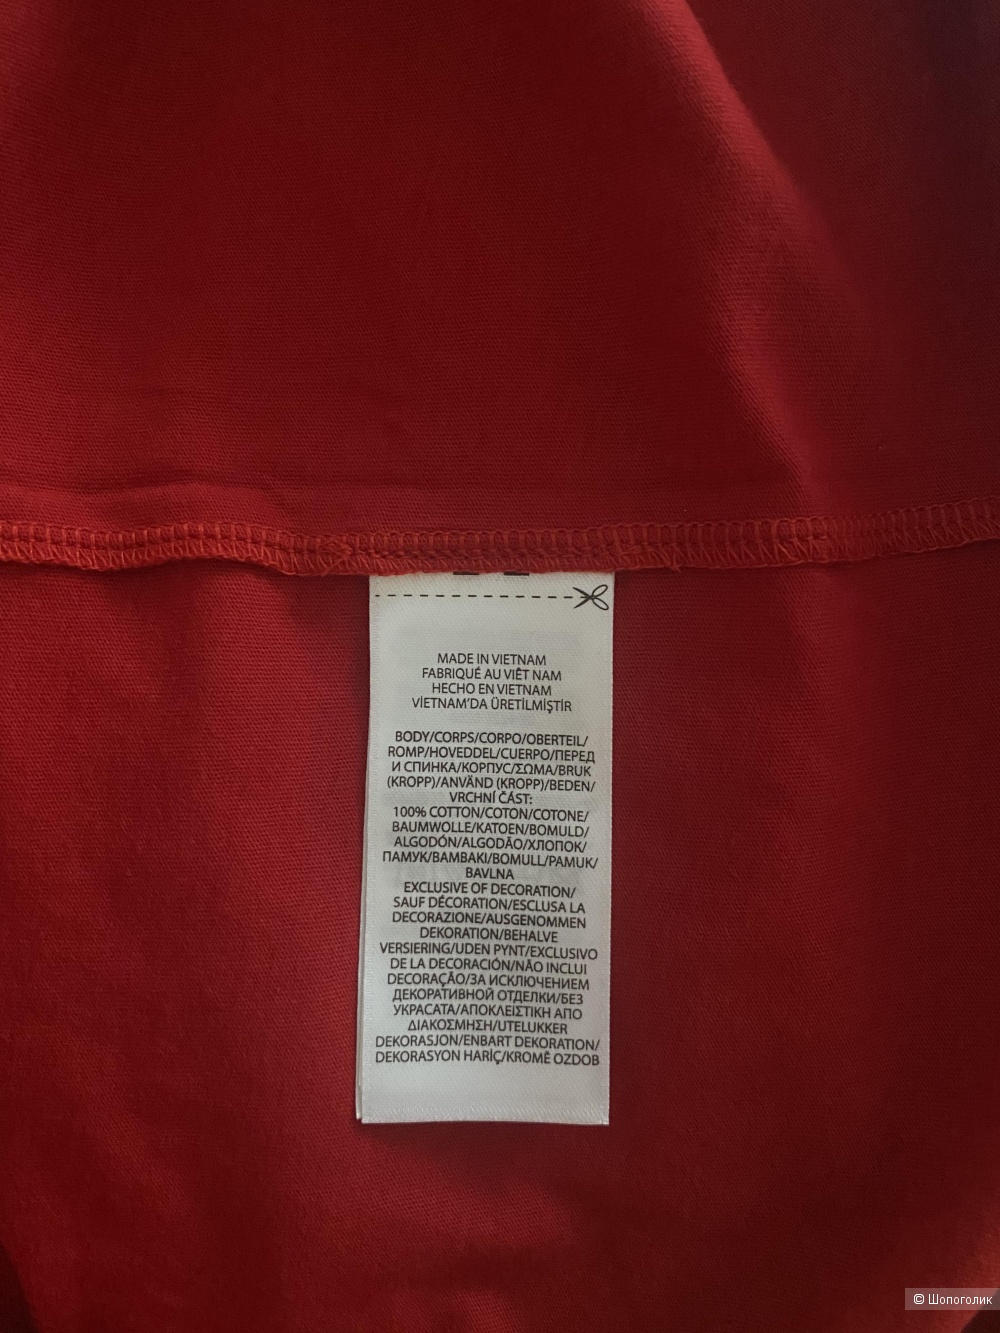 MADE IN VIETNAM
FABRIQUÉ AU VIÊT NAM
HECHO EN VIETNAM
VİETNAM'DA ÜRETİLMİŞTİR
BODY/CORPS/CORPO/OBERTEIL/
ROMP/HOVEDDEL/CUERPO/ПЕРЕД
И СПИНКА/КОРПУС/ΣΩΜΑ/BRUK
(KROPP)/ANVÄND (KROPP)/BEDEN/
VRCHNÍ ČÁST:
100% COTTON/COTON/COTONE/
BAUMWOLLE/KATOEN/BOMULD/
ALGODÓN/ALGODÃO/ХЛОПОК/
ПАМУК/ΒΑΜΒΑΚΙ/BOMULL/PAMUK/
BAVLNA
EXCLUSIVE OF DECORATION/
SAUF DÉCORATION/ESCLUSA LA
DECORAZIONE/AUSGENOMMEN
DEKORATION/BEHALVE
VERSIERING/UDEN PYNT/EXCLUSIVO
DE LA DECORACIÓN/NÃO INCLUI
DECORAÇÃO/ЗА ИСКЛЮЧЕНИЕМ
ДЕКОРАТИВНОЙ ОТДЕЛКИ/БЕЗ
УКРАСАТА/ΑΠΟΚΛΕΙΣΤΙΚΗ ΑΠΟ
ΔΙΑΚΟΣΜΗΣΗ/UTELUKKER
DEKORASJON/ENBART DEKORATION/
DEKORASYON HARİÇ/KROMĚ OZDOB
© Шопоголик